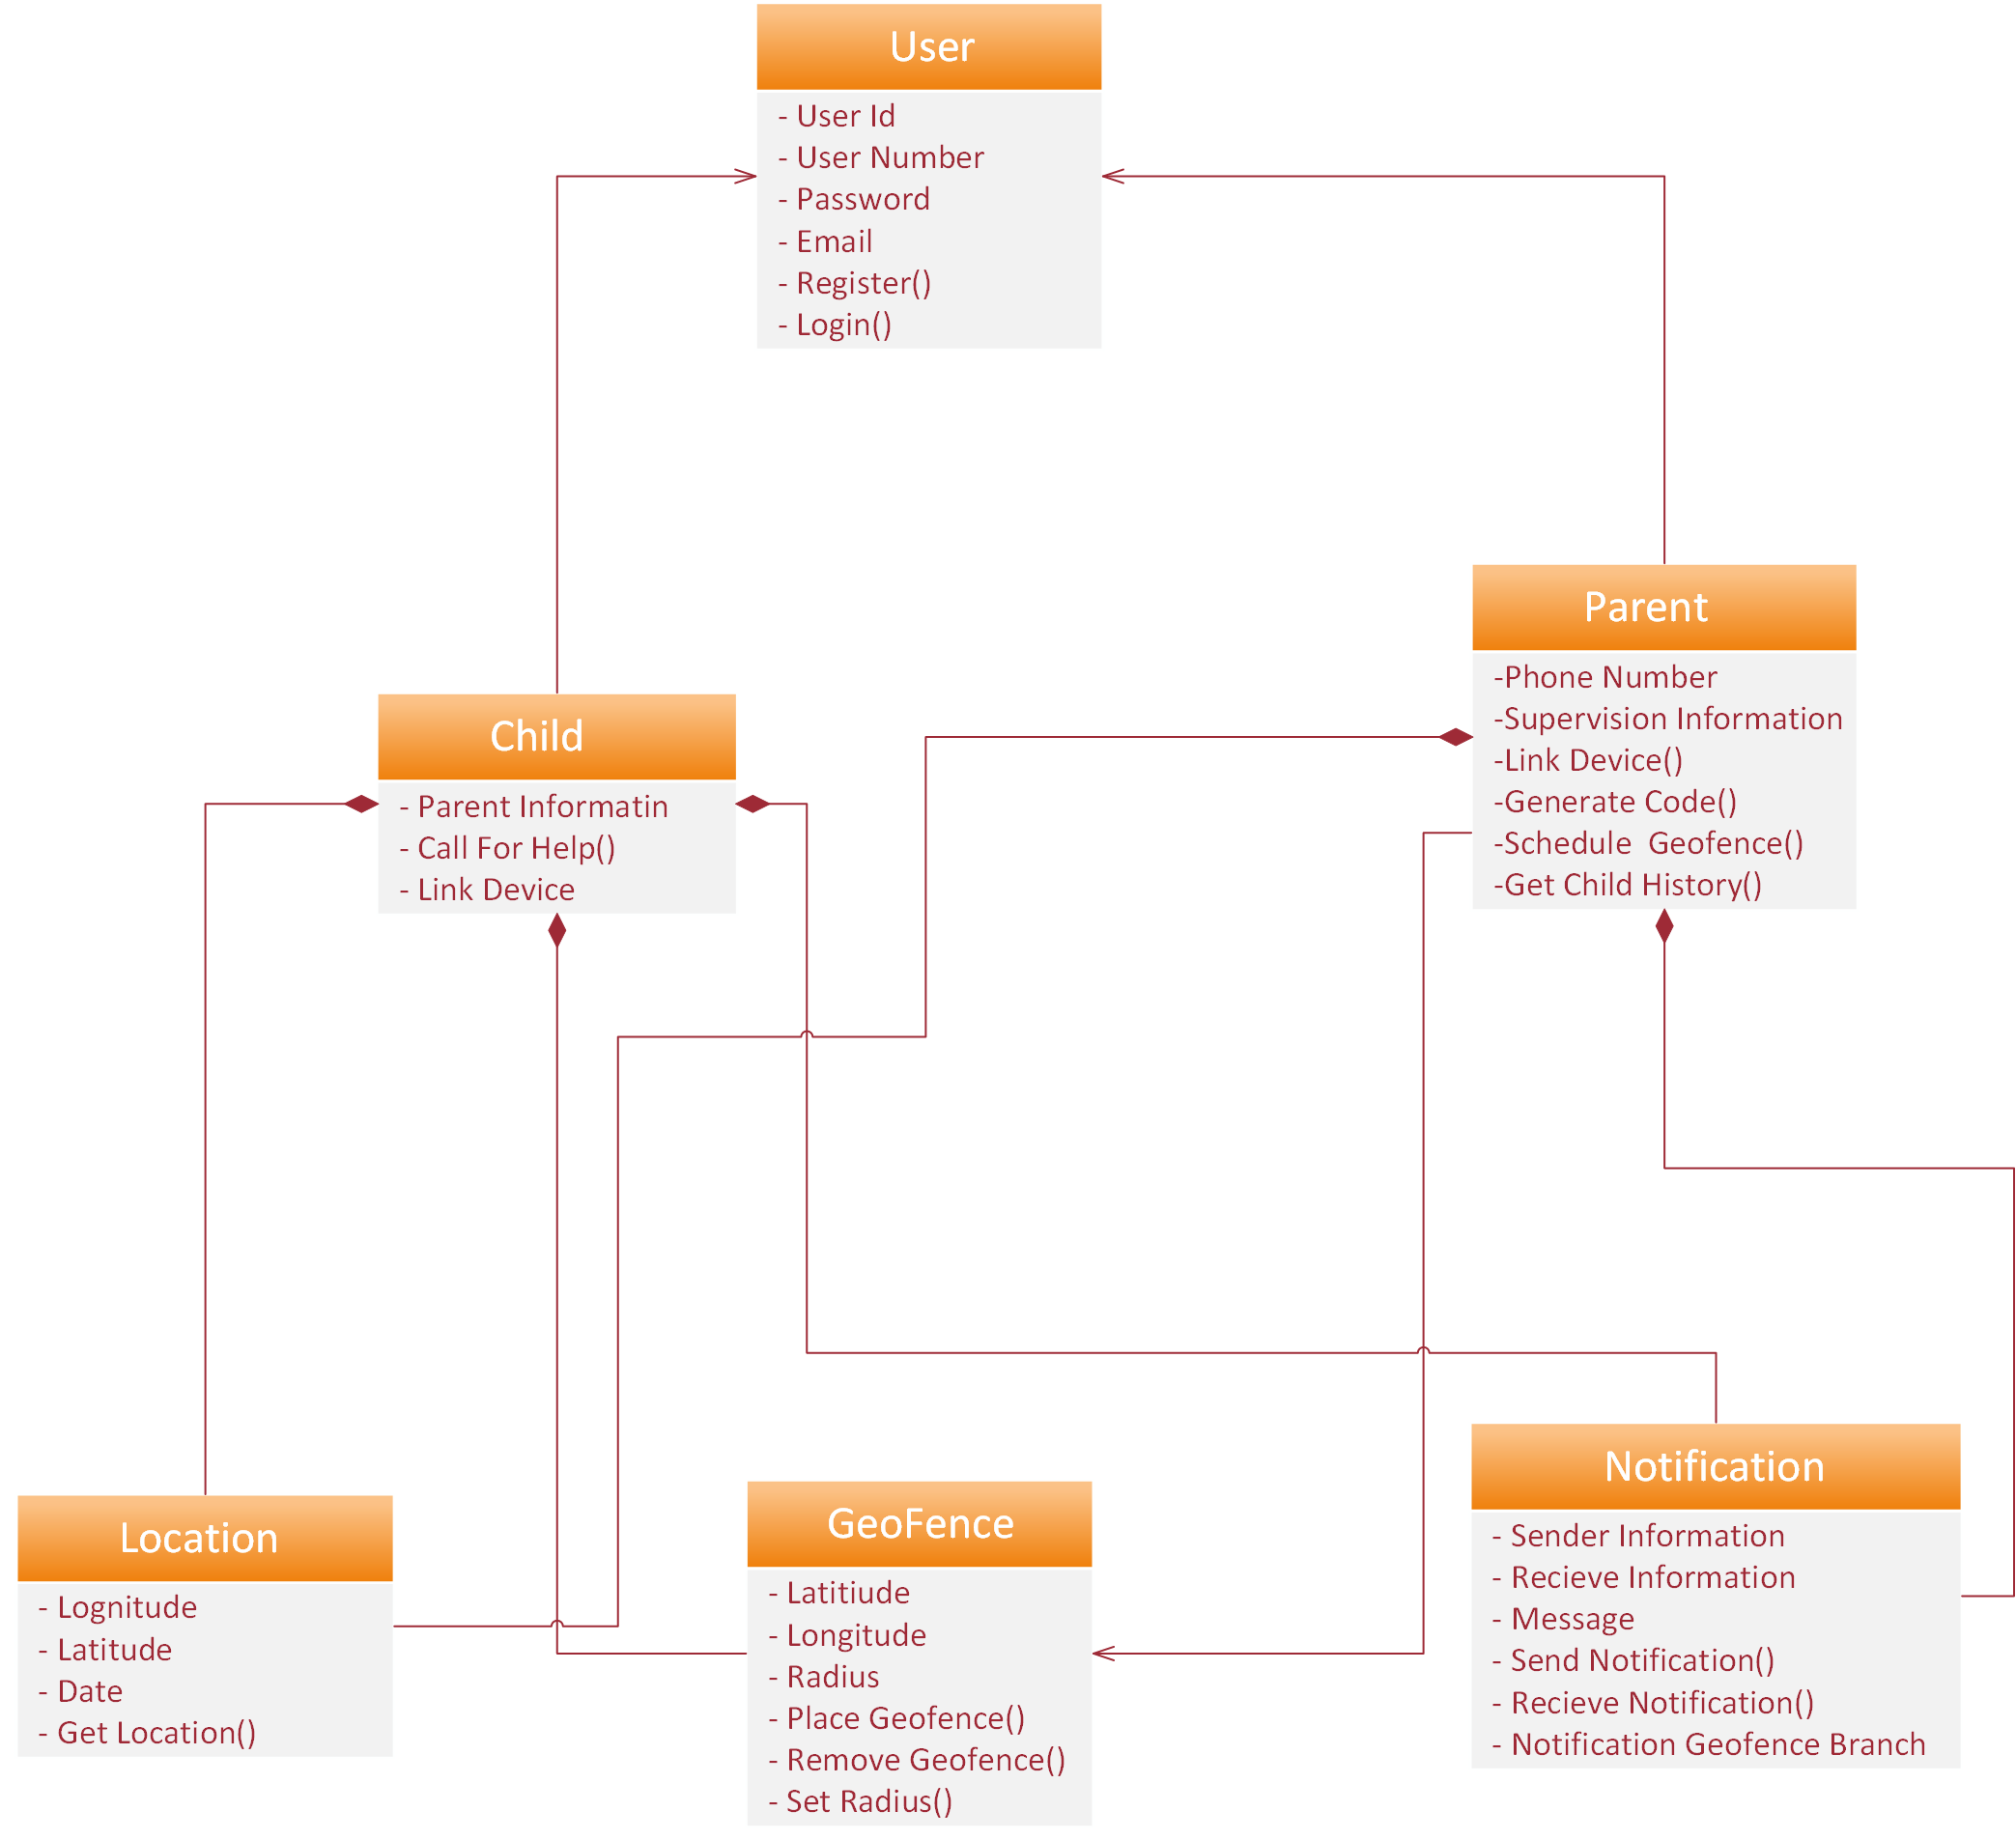 User
- User Id
- User Number
- Password
- Email
- Register()
- Login()
Parent
-Phone Number
-Supervision Information
-Link Device()
-Generate Code()
-Schedule  Geofence()
-Get Child History()
Child
- Parent Informatin
- Call For Help()
- Link Device
Location
- Lognitude
- Latitude
- Date
- Get Location()
GeoFence
- Latitiude
- Longitude
- Radius
- Place Geofence()
- Remove Geofence()
- Set Radius()
Notification
- Sender Information
- Recieve Information
- Message
- Send Notification()
- Recieve Notification()
- Notification Geofence Branch